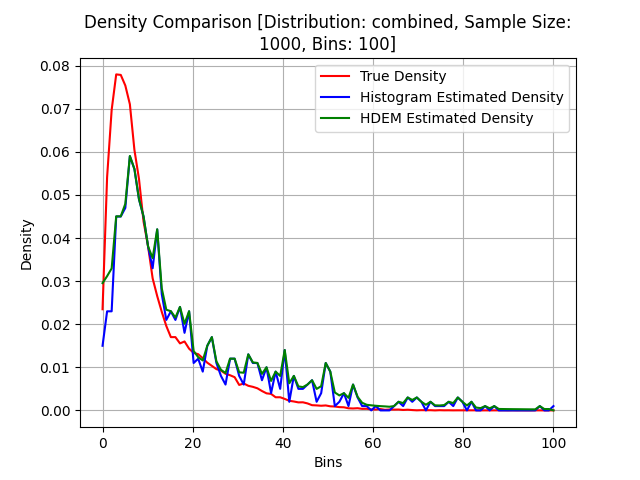 Density Comparison [Distribution: combined, Sample Size:
1000, Bins: 100]
True Density
Histogram Estimated Density
HDEM Estimated Density
Density
0.08
0.07
0.06
0.05
0.04
0.03
0.02
0.01
0.00
0 20 40 60 80 100
Bins